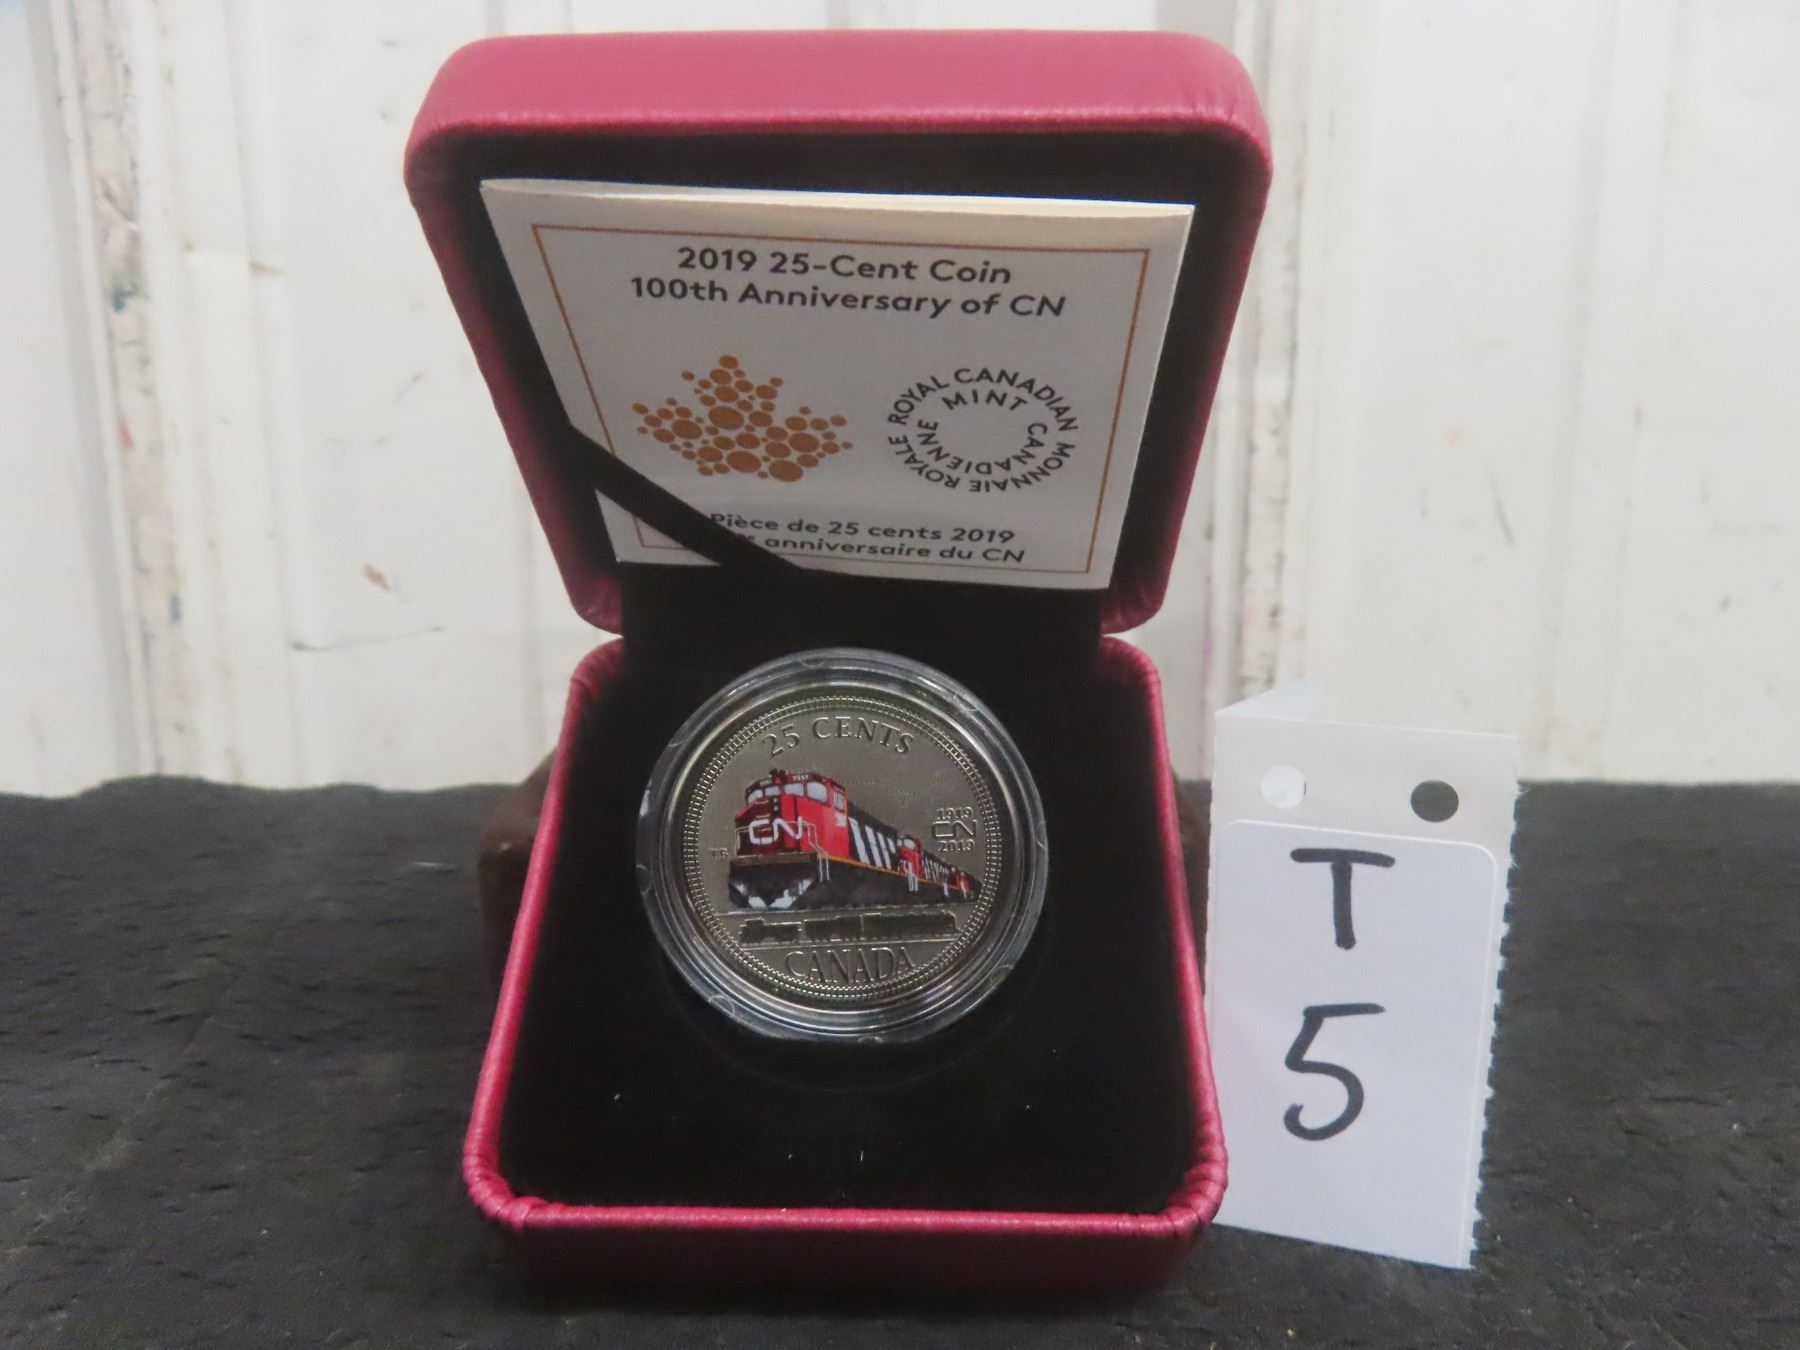 2019 25-Cent Coin
100th Anniversary of CN
ROYAL CANADIAN MINT
MONNAIE ROYALE CANADIENNE
Pièce de 25 cents 2019
anniversaire du CN
25 CENTS
CN
1919
CN
2019
TB
CANADA
T
5